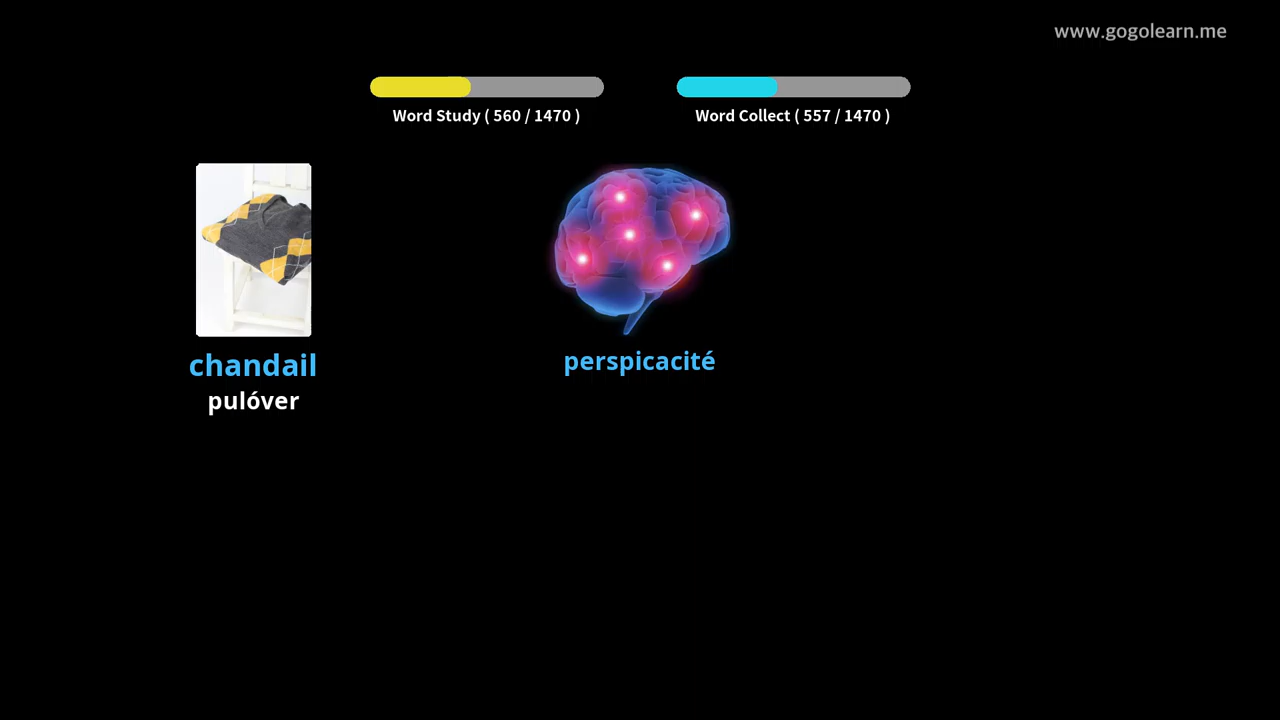 www.gogolearn.me
Word Study ( 560 / 1470 )
Word Collect ( 557 / 1470 )
chandail
pulóver
perspicacité